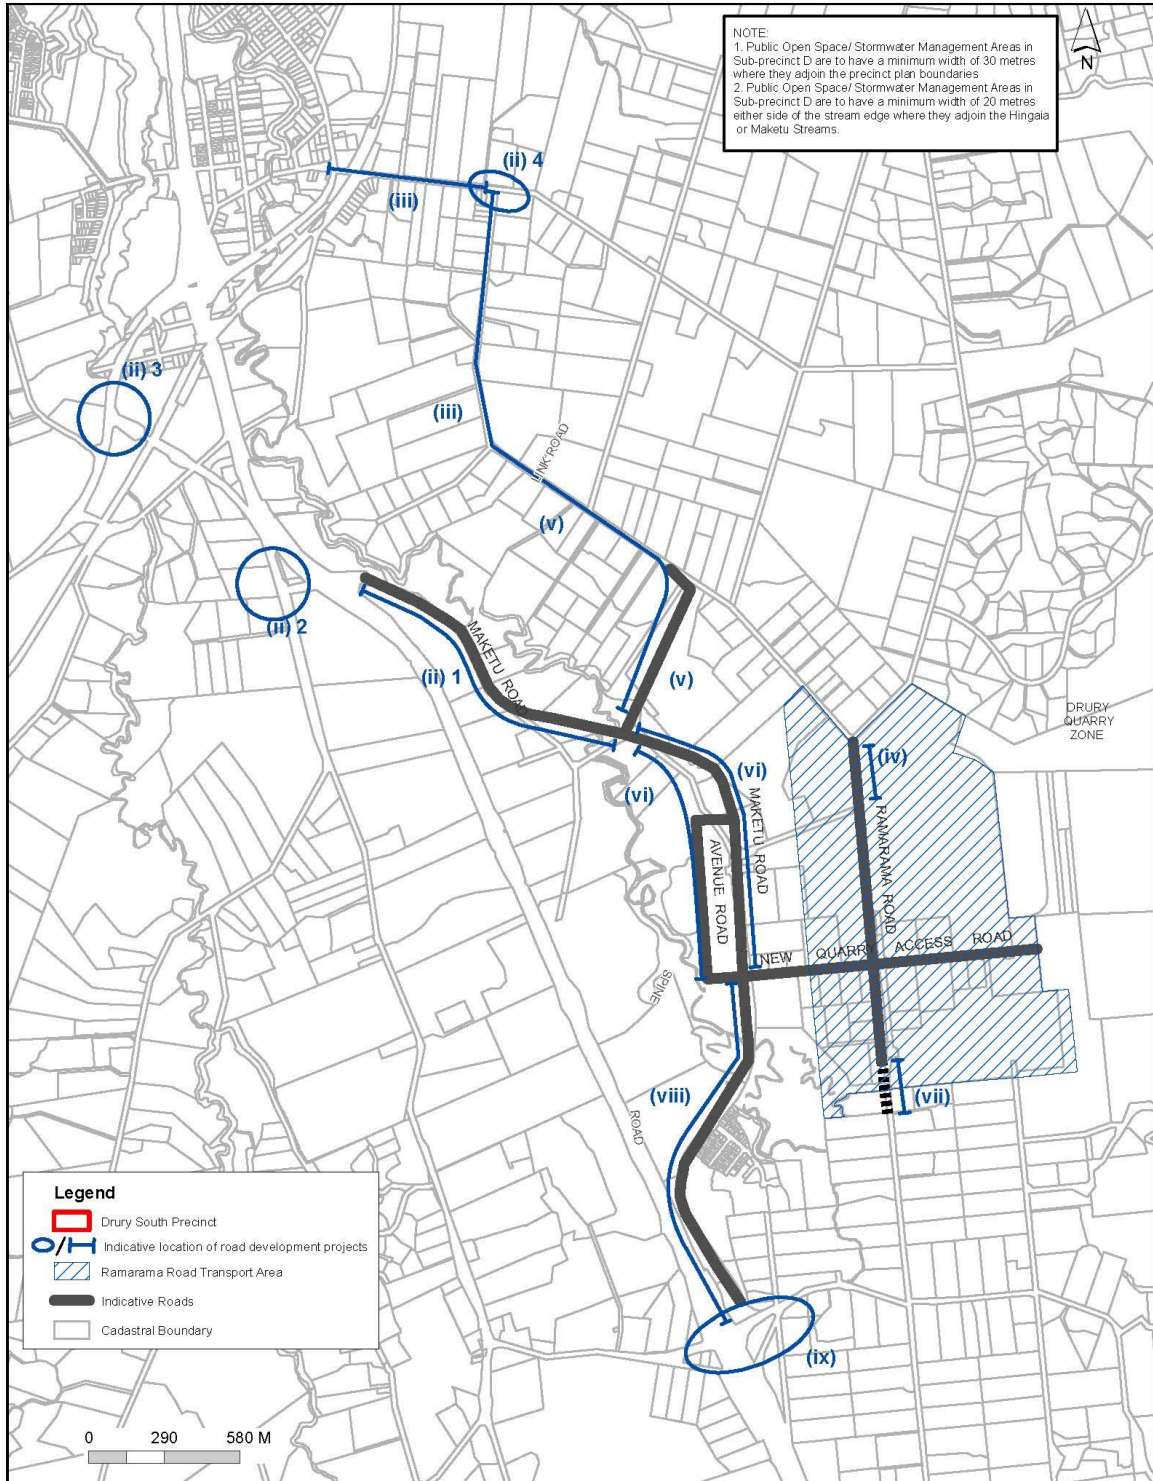 NOTE:
1. Public Open Space/ Stormwater Management Areas in
Sub-precinct D are to have a minimum width of 30 metres
where they adjoin the precinct plan boundaries
2. Public Open Space/ Stormwater Management Areas in
Sub-precinct D are to have a minimum width of 20 metres
either side of the stream edge where they adjoin the Hingaia
or Maketu Streams.
N
(ii) 4
(iii)
(ii) 3
(iii)
LINK ROAD
(v)
(ii) 2
MAKETU ROAD
(ii) 1
(v)
DRURY
QUARRY
ZONE
(iv)
(vi)
(vi)
MAKETU ROAD
RAMARAMA ROAD
AVENUE ROAD
NEW QUARRY ACCESS ROAD
SPINE
ROAD
(viii)
(vii)
(ix)
Legend
Drury South Precinct
/
Indicative location of road development projects
Ramarama Road Transport Area
Indicative Roads
Cadastral Boundary
0 290 580 M